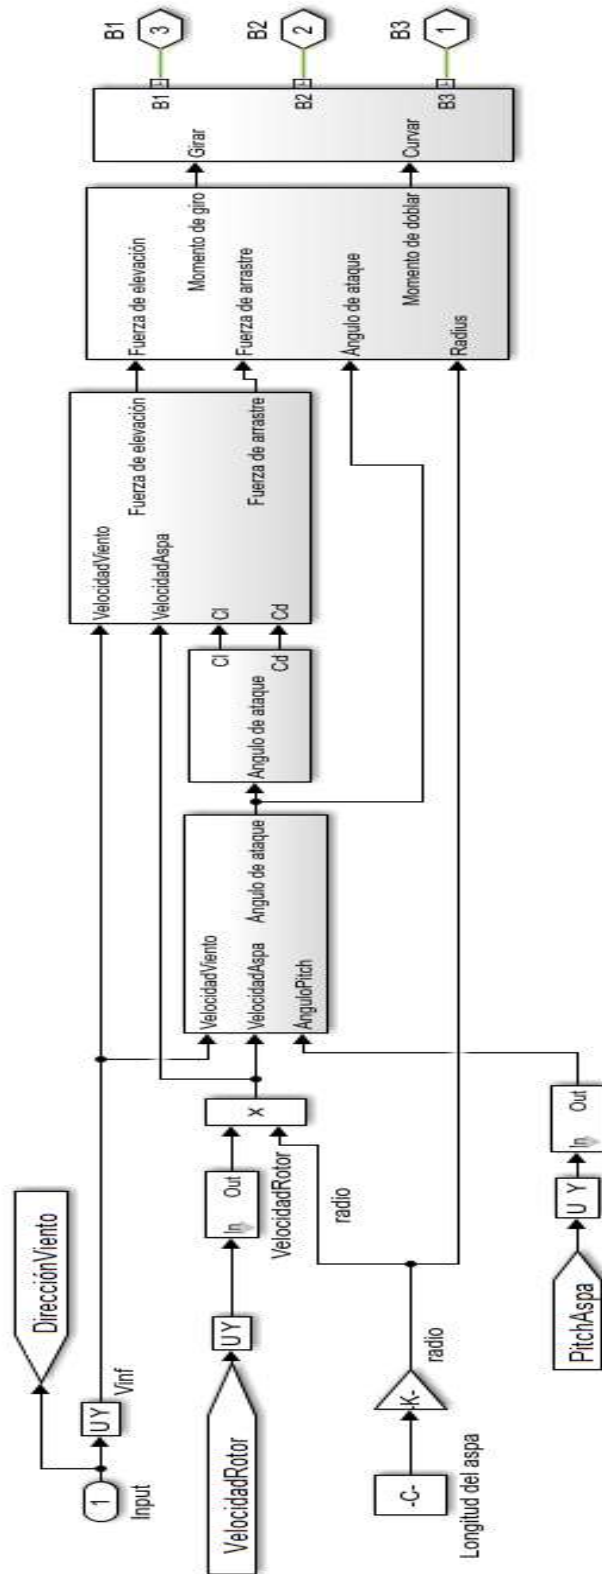 1
Input
DirecciónViento
U Y
Vinf
VelocidadRotor
U Y
In
Out
VelocidadRotor
radio
x
-C-
Longitud del aspa
-K-
radio
PitchAspa
U Y
In
Out
VelocidadViento
VelocidadAspa
AnguloPitch
Angulo de ataque
Angulo de ataque
Cl
Cd
VelocidadViento
VelocidadAspa
Cl
Cd
Fuerza de elevación
Fuerza de arrastre
Fuerza de elevación
Fuerza de arrastre
Angulo de ataque
Radius
Momento de giro
Momento de doblar
Girar
Curvar
B1
B2
B3
B1
3
B2
2
B3
1